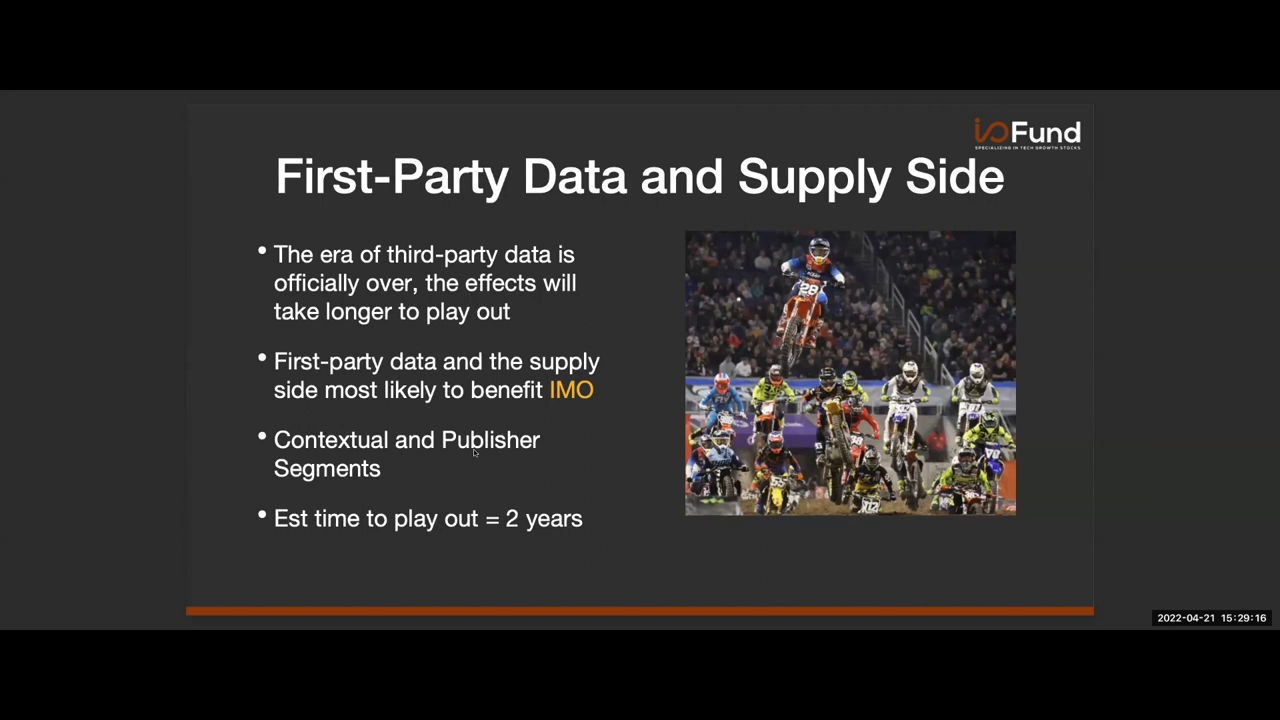 ioFund
SPECIALIZING IN TECH GROWTH STOCKS
First-Party Data and Supply Side
• The era of third-party data is
officially over, the effects will
take longer to play out
• First-party data and the supply
side most likely to benefit IMO
• Contextual and Publisher
Segments
• Est time to play out = 2 years
28
2022-04-21 15:29:16